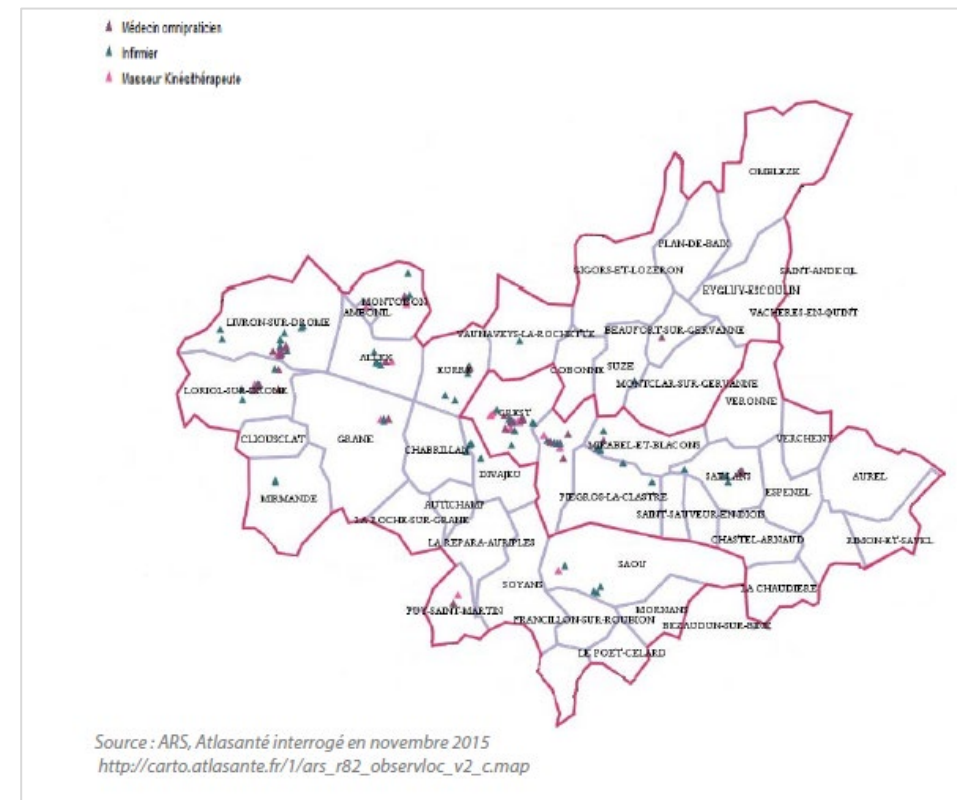 Médecin omnipraticien
Infirmier
Masseur Kinésithérapeute
OMBLEZE
PLAN-DE-BAIX
GIGORS-ET-LOZERON
SAINT-ANDEOL
EYGLUY-ESCOULIN
VACHERES-EN-QUINT
MONTOISON
AMBONIL
LIVRON-SUR-DROME
VAUNAVEYS-LA-ROCHETTE
BEAUFORT-SUR-GERVANNE
ALLEX
EURRE
COBONNE
SUZE
MONTCLAR-SUR-GERVANNE
LORIOL-SUR-DROME
VERONNE
CREST
CLIOUSCLAT
GRANE
VERCHENY
MIRABEL-ET-BLACONS
CHABRILLAN
DIVAJEU
SAILLANS
AUREL
MIRMANDE
PIEGROS-LA-CLASTRE
ESPENEL
AUTICHAMP
SAINT-SAUVEUR-EN-DIOIS
LA ROCHE-SUR-GRANE
CHASTEL-ARNAUD
RIMON-ET-SAVEL
LA REPARA-AURIPLES
SAOU
SOYANS
LA CHAUDIERE
PUY-SAINT-MARTIN
MORNANS
FRANCILLON-SUR-ROUBION
BEZAUDUN-SUR-BINE
LE POET-CELARD
Source : ARS, Atlasanté interrogé en novembre 2015
http://carto.atlasante.fr/1/ars_r82_observloc_v2_c.map